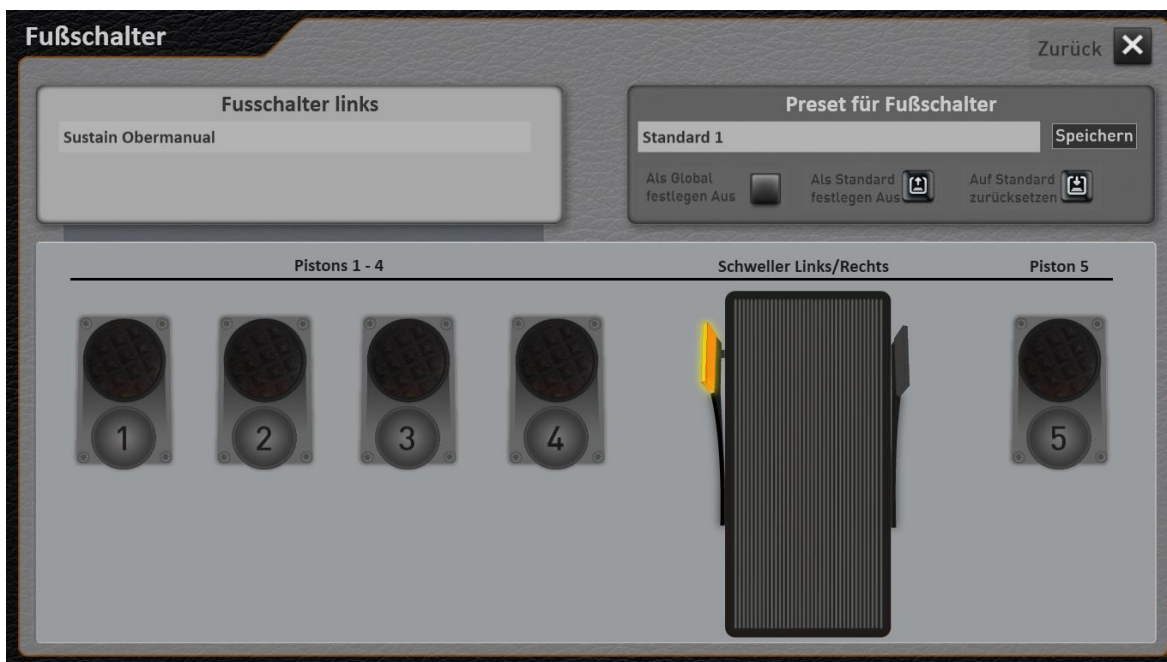 Fußschalter
Zurück
Fusschalter links
Sustain Obermanual
Preset für Fußschalter
Standard 1
Speichern
Als Global
festlegen Aus
Als Standard
festlegen Aus
Auf Standard
zurücksetzen
Pistons 1 - 4
Schweller Links/Rechts
Piston 5
1
2
3
4
5